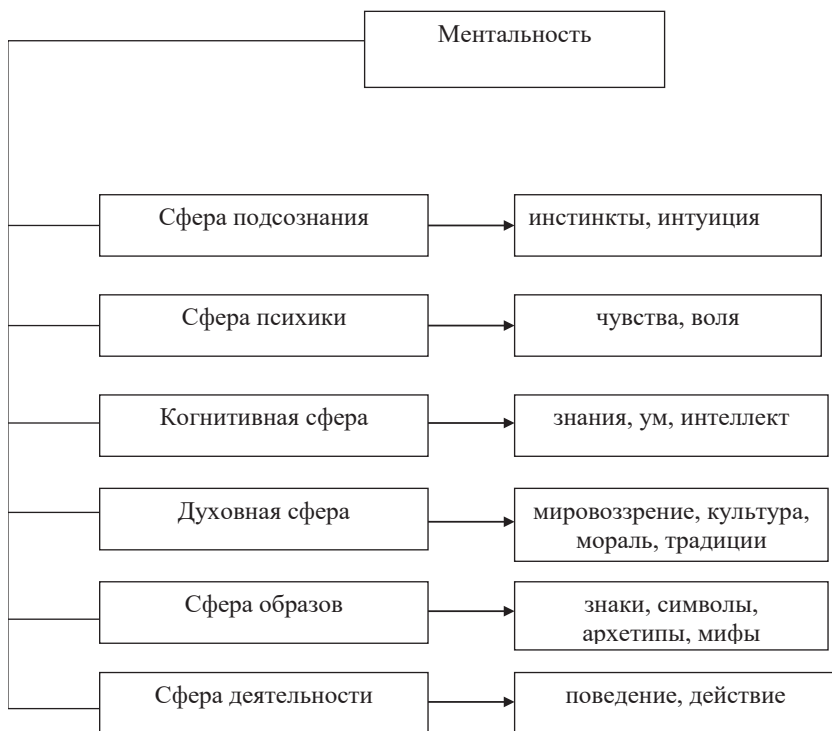 Ментальность
Сфера подсознания
инстинкты, интуиция
Сфера психики
чувства, воля
Когнитивная сфера
знания, ум, интеллект
Духовная сфера
мировоззрение, культура,
мораль, традиции
Сфера образов
знаки, символы,
архетипы, мифы
Сфера деятельности
поведение, действие